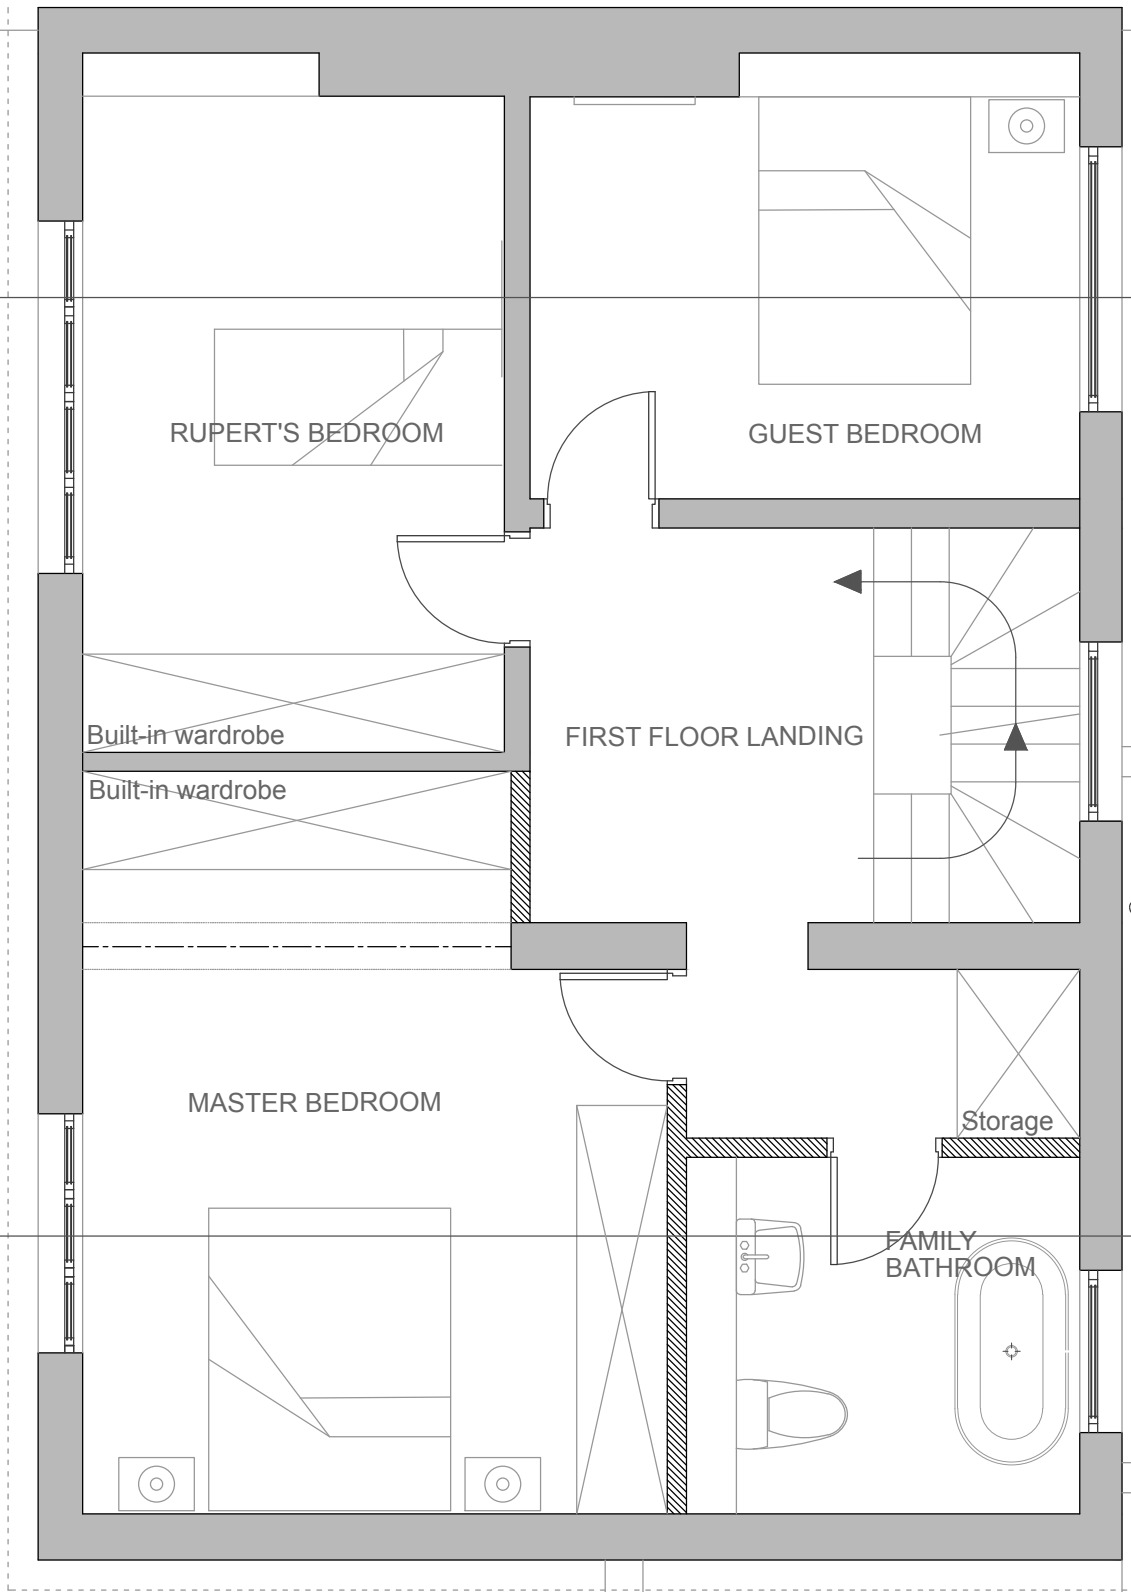 RUPERT'S BEDROOM
GUEST BEDROOM
Built-in wardrobe
FIRST FLOOR LANDING
Built-in wardrobe
MASTER BEDROOM
Storage
FAMILY
BATHROOM